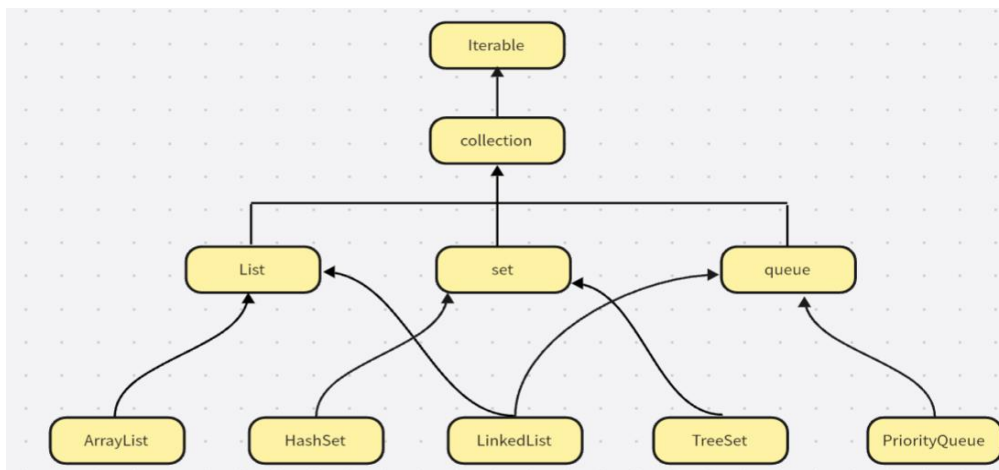 Iterable
collection
List
set
queue
ArrayList
HashSet
LinkedList
TreeSet
PriorityQueue